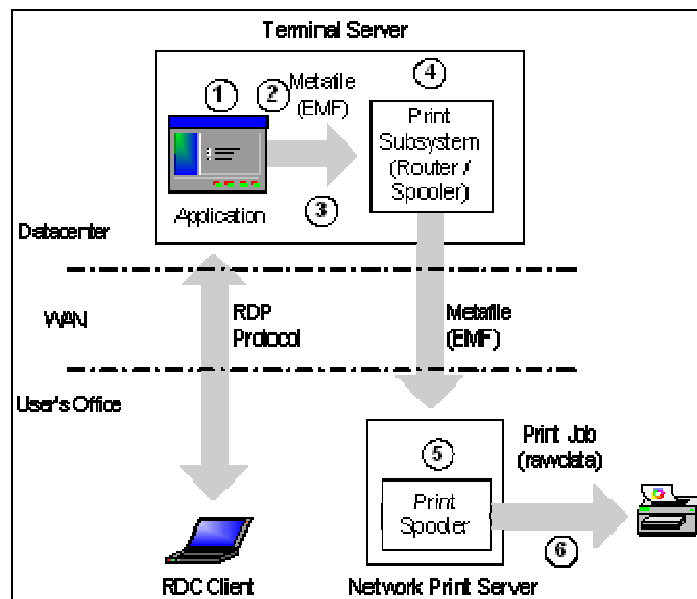 Terminal Server
1
2
Metafile
(EMF)
4
Print
Subsystem
(Router /
Spooler)
3
Application
Datacenter
WAN
RDP
Protocol
Metafile
(EMF)
User's Office
5
Print
Spooler
Print Job
(rawdata)
6
RDC Client
Network Print Server